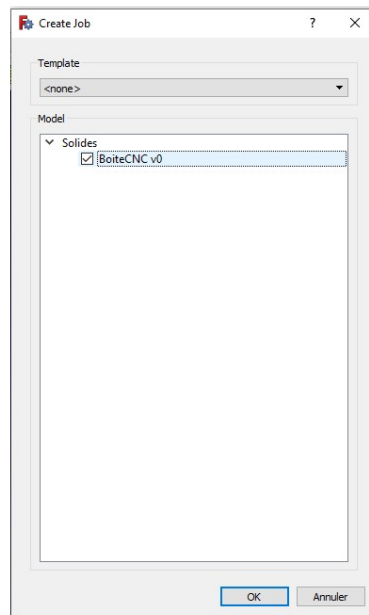 Create Job
Template
<none>
Model
Solides
BoiteCNC v0
OK Annuler